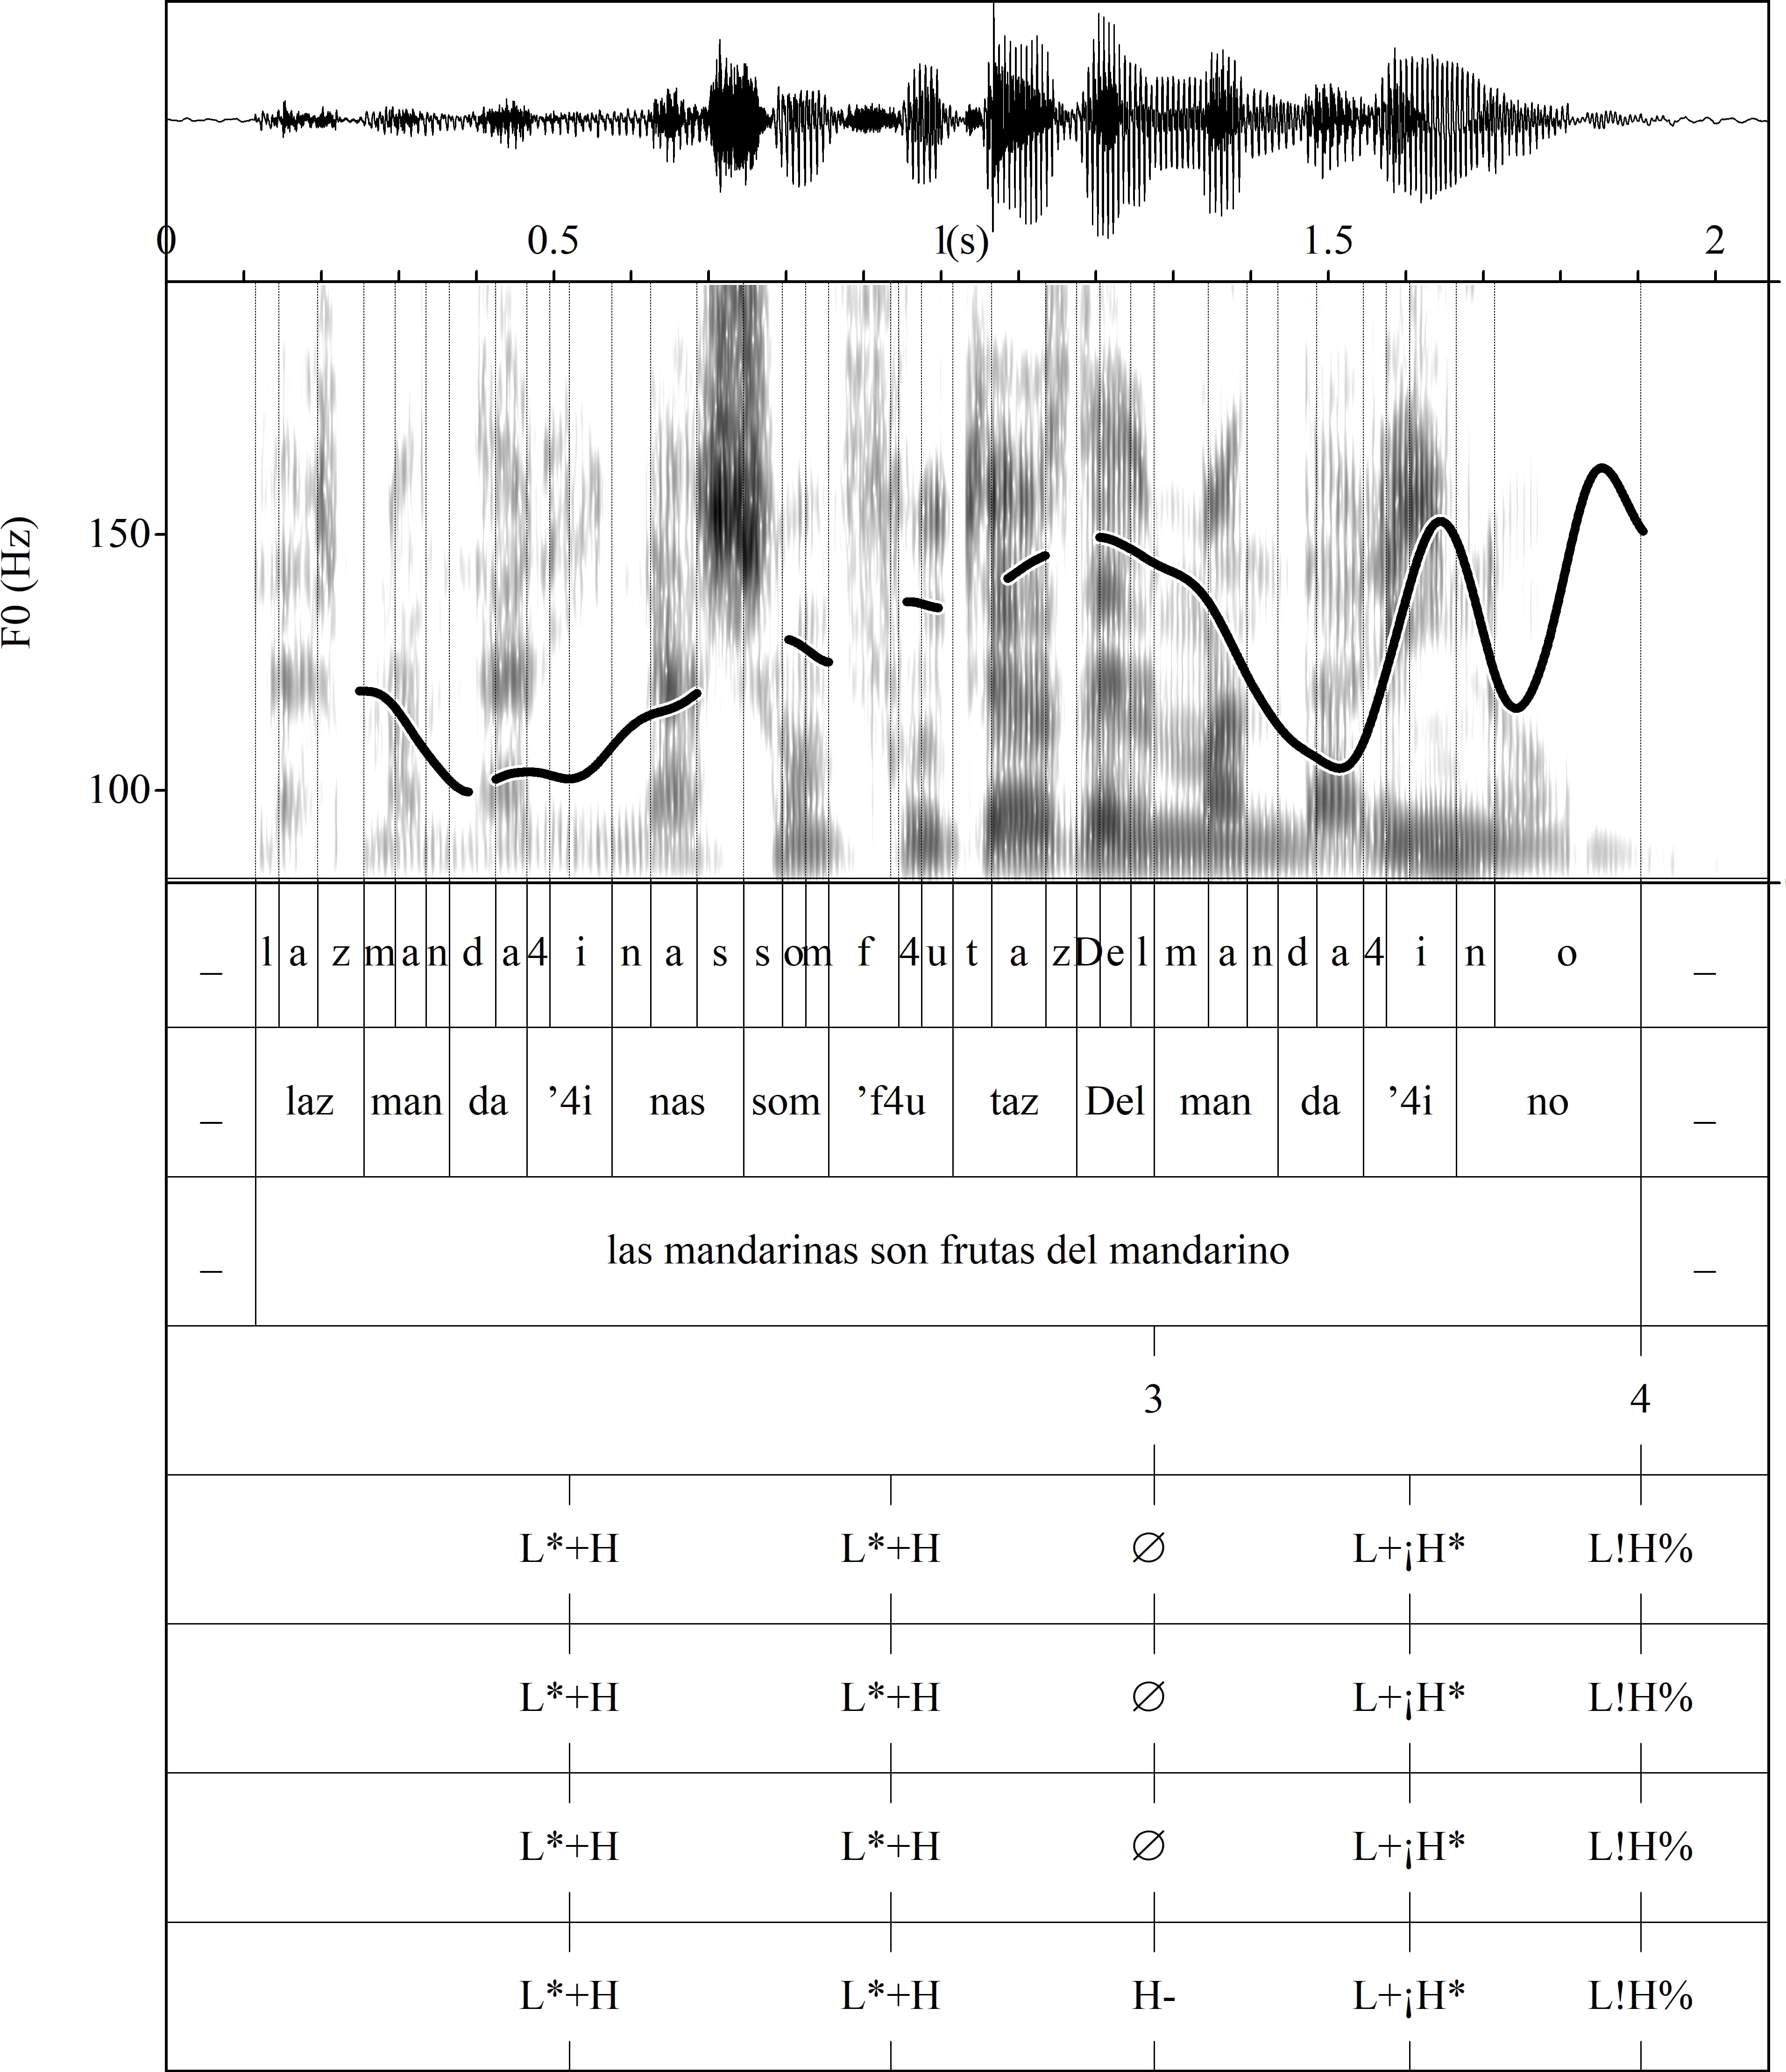 0 0.5 1(s) 1.5 2
F0 (Hz)
150
100
_ l a z m a n d a 4 i n a s s o m f 4 u t a z D e l m a n d a 4 i n o _
_ laz man da ’4i nas som ’f4u taz Del man da ’4i no _
_ las mandarinas son frutas del mandarino _
3 4
L*+H L*+H ∅ L+¡H* L!H%
L*+H L*+H ∅ L+¡H* L!H%
L*+H L*+H ∅ L+¡H* L!H%
L*+H L*+H H- L+¡H* L!H%